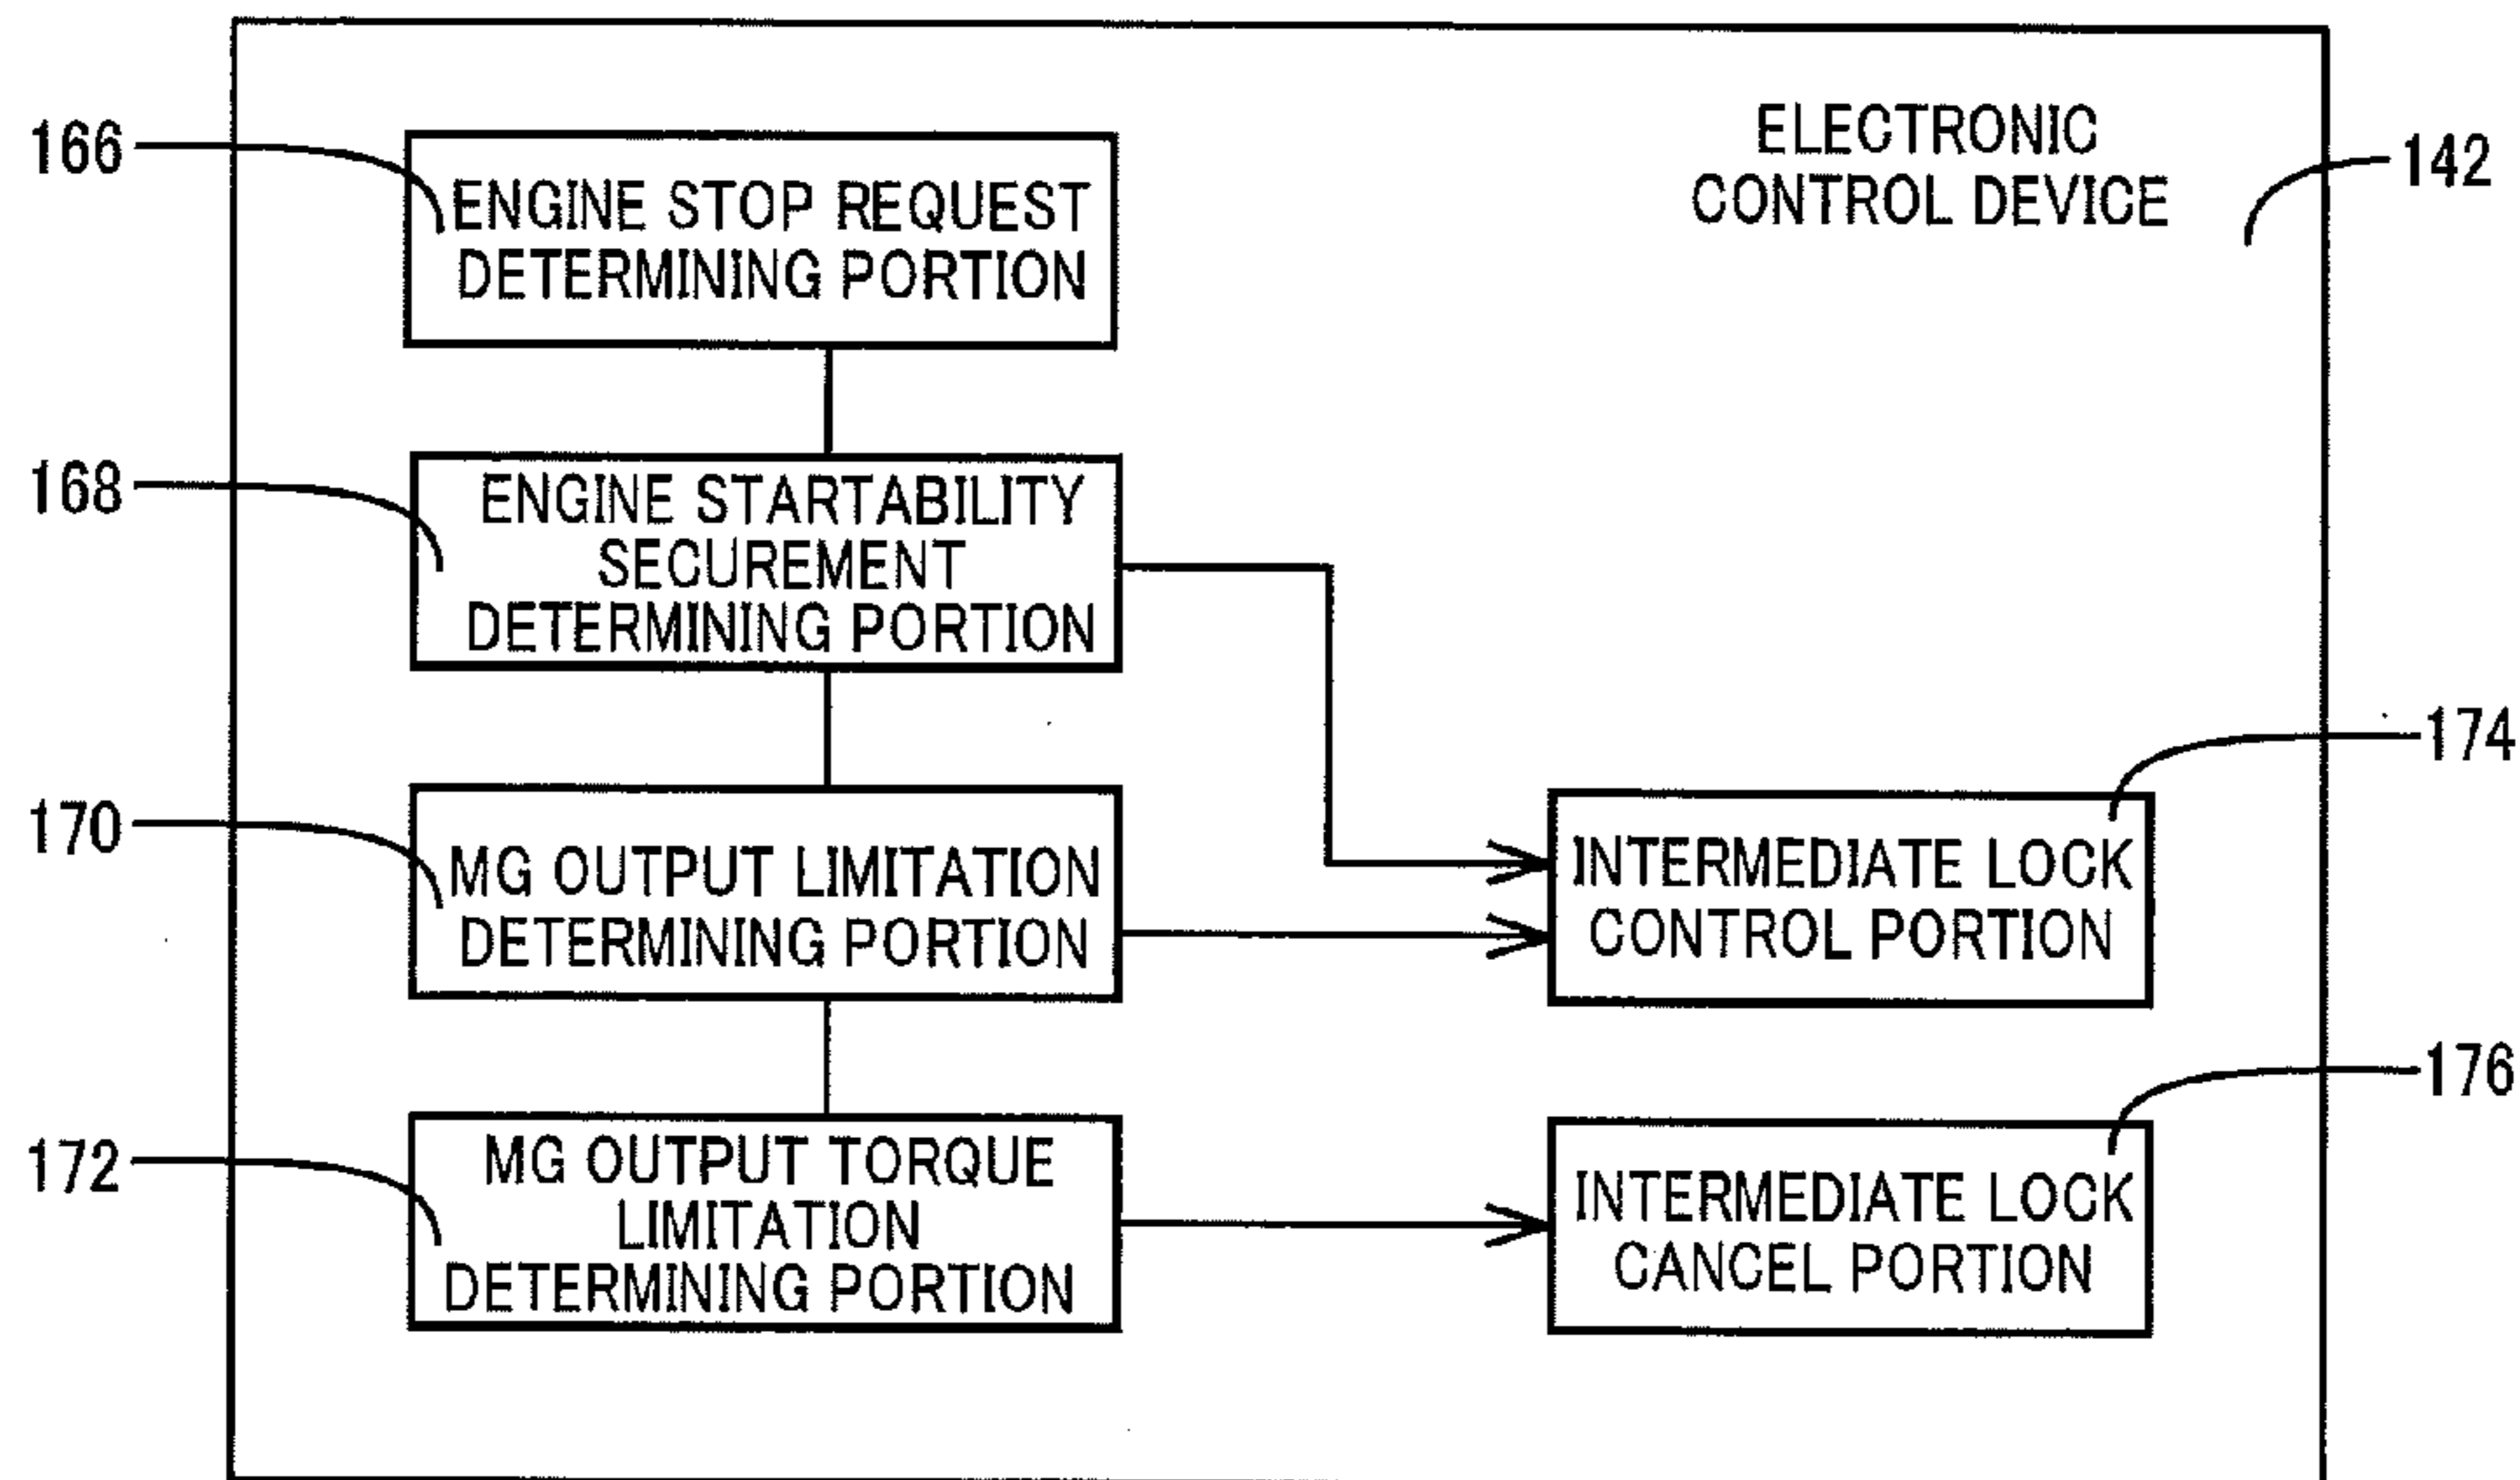 ELECTRONIC
CONTROL DEVICE
142
166
ENGINE STOP REQUEST
DETERMINING PORTION
168
ENGINE STARTABILITY
SECUREMENT
DETERMINING PORTION
170
MG OUTPUT LIMITATION
DETERMINING PORTION
174
INTERMEDIATE LOCK
CONTROL PORTION
172
MG OUTPUT TORQUE
LIMITATION
DETERMINING PORTION
176
INTERMEDIATE LOCK
CANCEL PORTION